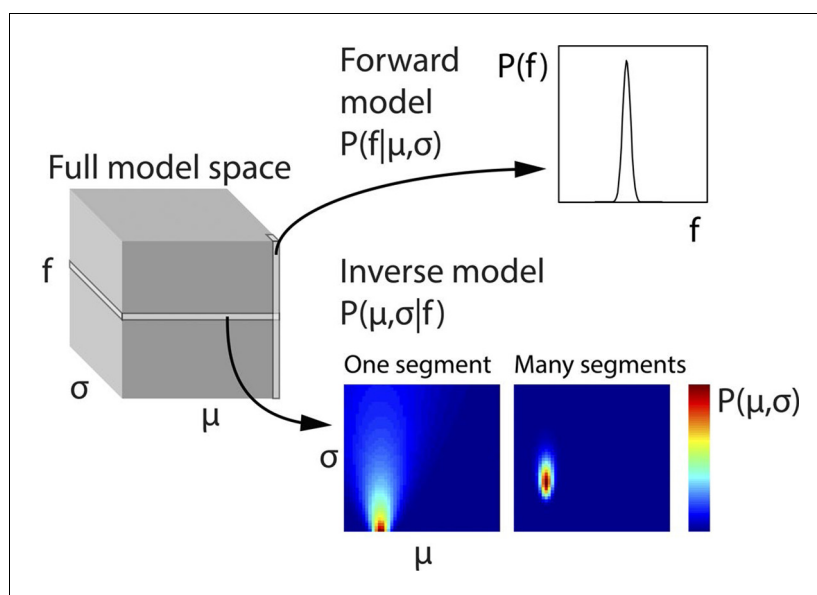 Forward
model
P(f|μ,σ)
P(f)
f
Full model space
f
σ
μ
Inverse model
P(μ,σ|f)
One segment
Many segments
P(μ,σ)
σ
μ